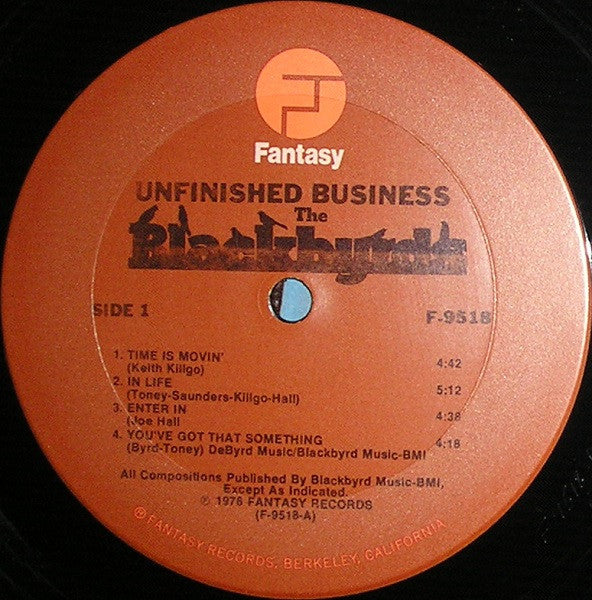 Fantasy
UNFINISHED BUSINESS
The
Blackbyrds
SIDE 1
F-9518
1. TIME IS MOVIN' 4:42
(Keith Killgo)
2. IN LIFE 5:12
(Toney-Saunders-Killgo-Hall)
3. ENTER IN 4:38
(Joe Hall
4. YOU'VE GOT THAT SOMETHING 4:18
(Byrd-Toney) DeByrd Music/Blackbyrd Music-BMI
All Compositions Published By Blackbyrd Music-BMI,
Except As Indicated.
℗ 1976 FANTASY RECORDS
(F-9518-A)
℗ FANTASY RECORDS, BERKELEY, CALIFORNIA